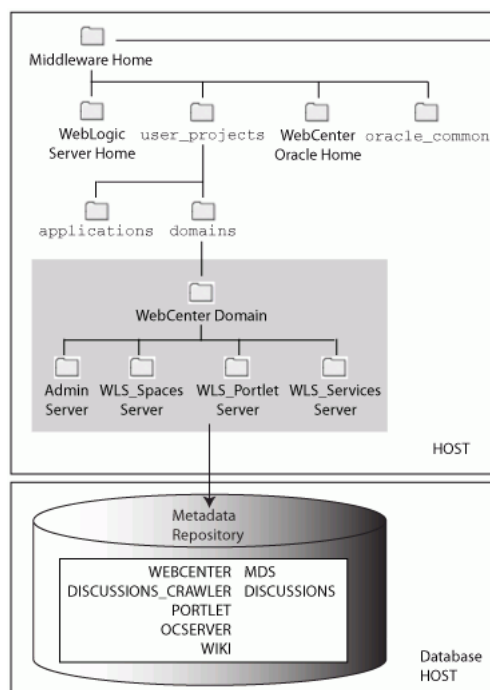 Middleware Home
WebLogic user_projects WebCenter oracle_common
Server Home Oracle Home
applications domains
WebCenter Domain
Admin WLS_Spaces WLS_Portlet WLS_Services
Server Server Server Server
HOST
Metadata
Repository
WEBCENTER MDS
DISCUSSIONS_CRAWLER DISCUSSIONS
PORTLET
OCSERVER
WIKI
Database
HOST